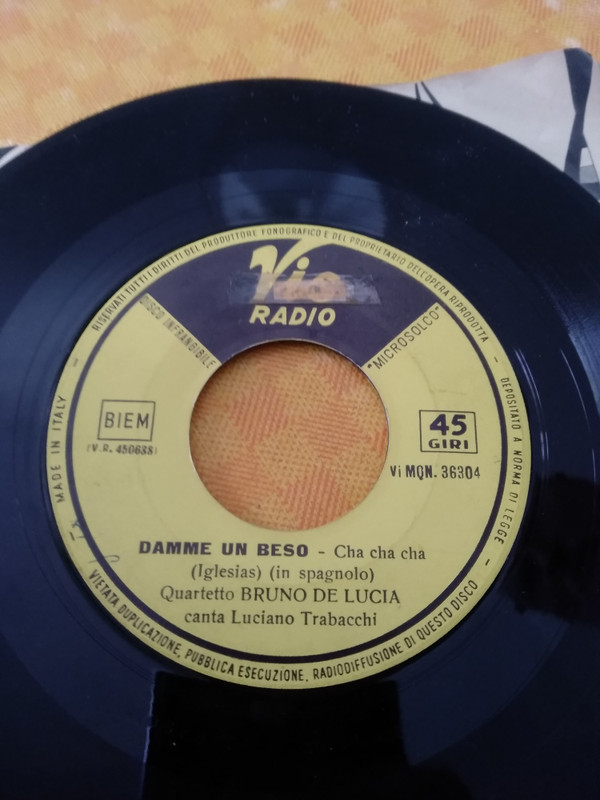 RISERVATI TUTTI I DIRITTI DEL PRODUTTORE FONOGRAFICO E DEL PROPRIETARIO DELL'OPERA RIPRODOTTA - DEPOSITATO A NORMA DI LEGGE -
Vis
RADIO
DISCO INFRANGIBILE
"MICROSOLCO"
MADE IN ITALY -
BIEM
(V.R. 450638)
45
GIRI
Vi MQN. 36304
DAMME UN BESO - Cha cha cha
(Iglesias) (in spagnolo)
Quartetto BRUNO DE LUCIA
canta Luciano Trabacchi
VIETATA DUPLICAZIONE, PUBBLICA ESECUZIONE, RADIODIFFUSIONE DI QUESTO DISCO -